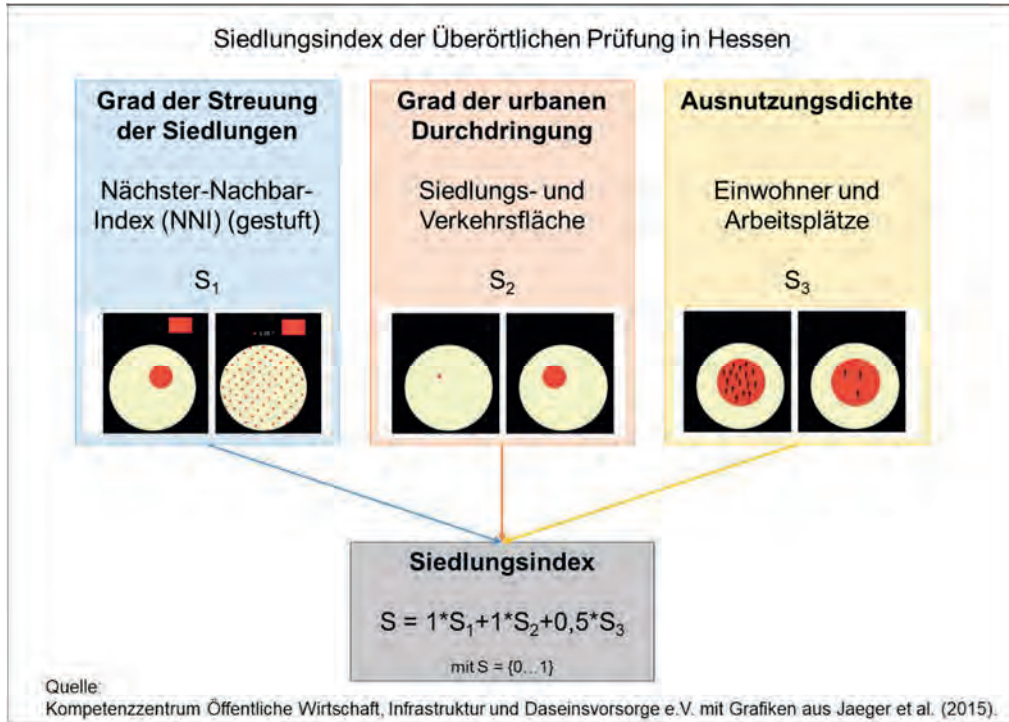 Siedlungsindex der Überörtlichen Prüfung in Hessen
Grad der Streuung
der Siedlungen
Nächster-Nachbar-
Index (NNI) (gestuft)
S₁
Grad der urbanen
Durchdringung
Siedlungs- und
Verkehrsfläche
S₂
Ausnutzungsdichte
Einwohner und
Arbeitsplätze
S₃
Siedlungsindex
S = 1*S₁+1*S₂+0,5*S₃
mit S = {0...1}
Quelle:
Kompetenzzentrum Öffentliche Wirtschaft, Infrastruktur und Daseinsvorsorge e.V. mit Grafiken aus Jaeger et al. (2015).